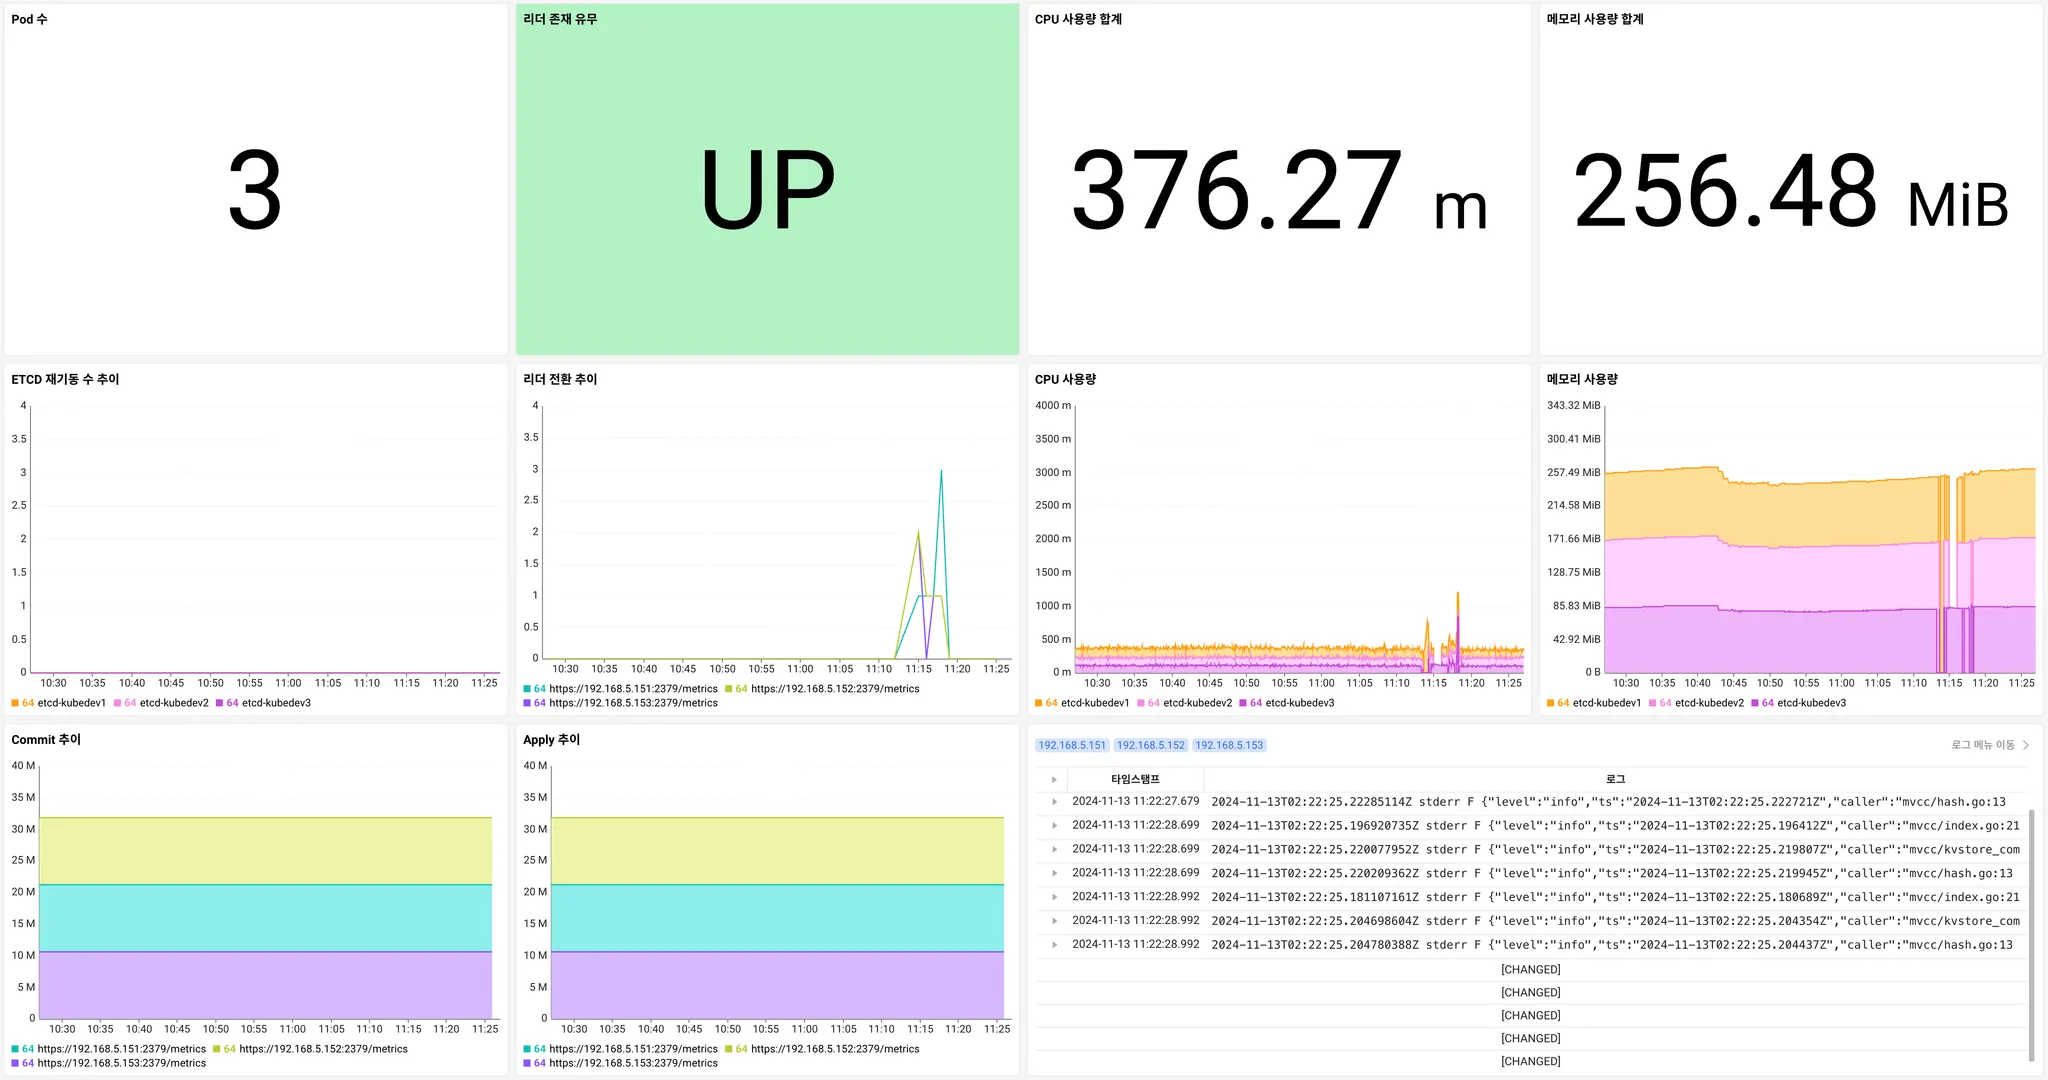 Pod 수
3
리더 존재 유무
UP
CPU 사용량 합계
376.27 m
메모리 사용량 합계
256.48 MiB
ETCD 재기동 수 추이
4
3.5
3
2.5
2
1.5
1
0.5
0
10:30 10:35 10:40 10:45 10:50 10:55 11:00 11:05 11:10 11:15 11:20 11:25
64 etcd-kubedev1 64 etcd-kubedev2 64 etcd-kubedev3
리더 전환 추이
4
3.5
3
2.5
2
1.5
1
0.5
0
10:30 10:35 10:40 10:45 10:50 10:55 11:00 11:05 11:10 11:15 11:20 11:25
64 https://192.168.5.151:2379/metrics 64 https://192.168.5.152:2379/metrics
64 https://192.168.5.153:2379/metrics
CPU 사용량
4000 m
3500 m
3000 m
2500 m
2000 m
1500 m
1000 m
500 m
0 m
10:30 10:35 10:40 10:45 10:50 10:55 11:00 11:05 11:10 11:15 11:20 11:25
64 etcd-kubedev1 64 etcd-kubedev2 64 etcd-kubedev3
메모리 사용량
343.32 MiB
300.41 MiB
257.49 MiB
214.58 MiB
171.66 MiB
128.75 MiB
85.83 MiB
42.92 MiB
0 B
10:30 10:35 10:40 10:45 10:50 10:55 11:00 11:05 11:10 11:15 11:20 11:25
64 etcd-kubedev1 64 etcd-kubedev2 64 etcd-kubedev3
Commit 추이
40 M
35 M
30 M
25 M
20 M
15 M
10 M
5 M
0
10:30 10:35 10:40 10:45 10:50 10:55 11:00 11:05 11:10 11:15 11:20 11:25
64 https://192.168.5.151:2379/metrics 64 https://192.168.5.152:2379/metrics
64 https://192.168.5.153:2379/metrics
Apply 추이
40 M
35 M
30 M
25 M
20 M
15 M
10 M
5 M
0
10:30 10:35 10:40 10:45 10:50 10:55 11:00 11:05 11:10 11:15 11:20 11:25
64 https://192.168.5.151:2379/metrics 64 https://192.168.5.152:2379/metrics
64 https://192.168.5.153:2379/metrics
192.168.5.151 192.168.5.152 192.168.5.153 로그 메뉴 이동
타임스탬프 로그
2024-11-13 11:22:27.679 2024-11-13T02:22:25.22285114Z stderr F {"level":"info","ts":"2024-11-13T02:22:25.222721Z","caller":"mvcc/hash.go:13
2024-11-13 11:22:28.699 2024-11-13T02:22:25.196920735Z stderr F {"level":"info","ts":"2024-11-13T02:22:25.196412Z","caller":"mvcc/index.go:21
2024-11-13 11:22:28.699 2024-11-13T02:22:25.220077952Z stderr F {"level":"info","ts":"2024-11-13T02:22:25.219807Z","caller":"mvcc/kvstore_com
2024-11-13 11:22:28.699 2024-11-13T02:22:25.220209362Z stderr F {"level":"info","ts":"2024-11-13T02:22:25.219945Z","caller":"mvcc/hash.go:13
2024-11-13 11:22:28.992 2024-11-13T02:22:25.181107161Z stderr F {"level":"info","ts":"2024-11-13T02:22:25.180689Z","caller":"mvcc/index.go:21
2024-11-13 11:22:28.992 2024-11-13T02:22:25.204698604Z stderr F {"level":"info","ts":"2024-11-13T02:22:25.204354Z","caller":"mvcc/kvstore_com
2024-11-13 11:22:28.992 2024-11-13T02:22:25.204780388Z stderr F {"level":"info","ts":"2024-11-13T02:22:25.204437Z","caller":"mvcc/hash.go:13
[CHANGED]
[CHANGED]
[CHANGED]
[CHANGED]
[CHANGED]